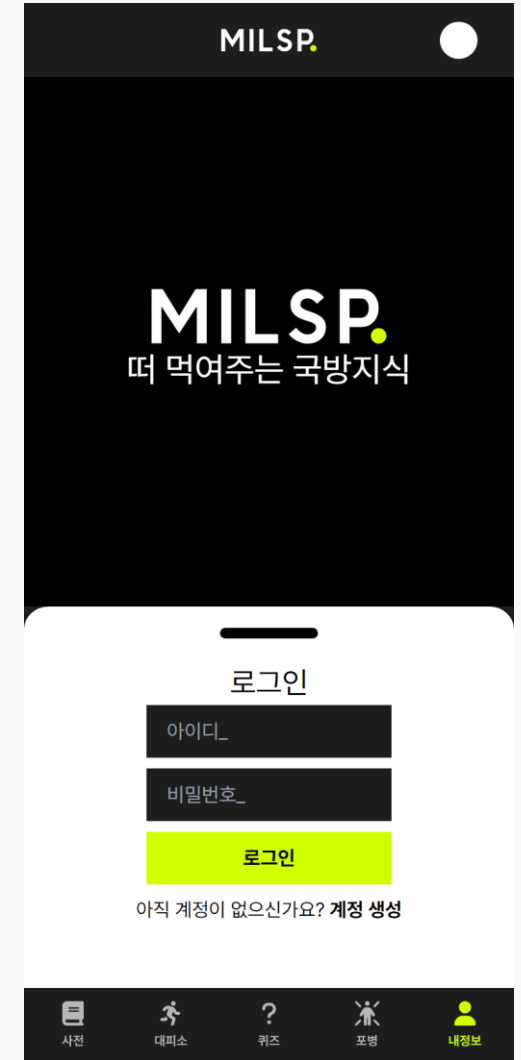 MILSP.
MILSP.
떠 먹여주는 국방지식
로그인
아이디_
비밀번호_
로그인
아직 계정이 없으신가요? 계정 생성
사전 대피소 퀴즈 포병 내정보